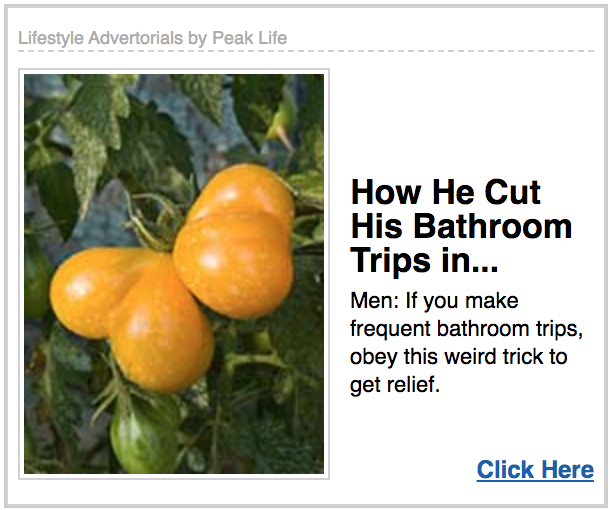 Lifestyle Advertorials by Peak Life
How He Cut
His Bathroom
Trips in...
Men: If you make
frequent bathroom trips,
obey this weird trick to
get relief.
Click Here